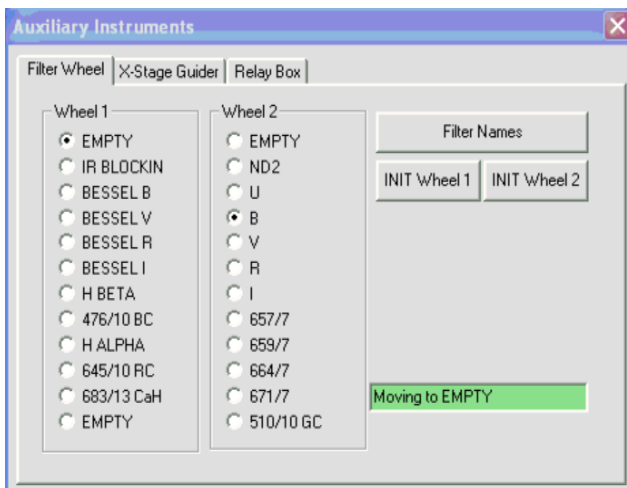 Auxiliary Instruments
Filter Wheel X-Stage Guider Relay Box
Wheel 1
EMPTY
IR BLOCKIN
BESSEL B
BESSEL V
BESSEL R
BESSEL I
H BETA
476/10 BC
H ALPHA
645/10 RC
683/13 CaH
EMPTY
Wheel 2
EMPTY
ND2
U
B
V
R
I
657/7
659/7
664/7
671/7
510/10 GC
Filter Names
INIT Wheel 1 INIT Wheel 2
Moving to EMPTY